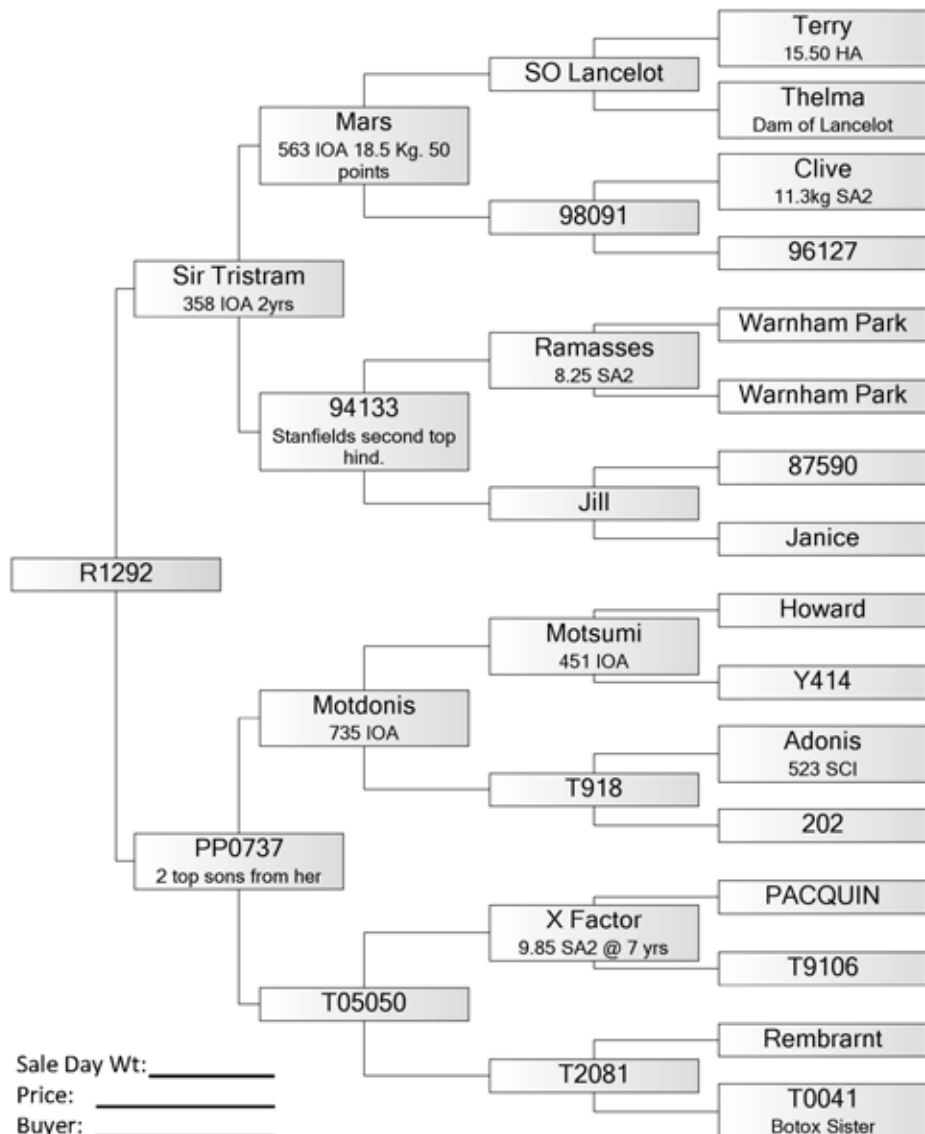 Terry
15.50 HA
SO Lancelot
Thelma
Dam of Lancelot
Mars
563 IOA 18.5 Kg. 50
points
Clive
11.3kg SA2
98091
96127
Sir Tristram
358 IOA 2yrs
Warnham Park
Ramasses
8.25 SA2
Warnham Park
94133
Stanfields second top
hind.
87590
Jill
Janice
R1292
Howard
Motsumi
451 IOA
Y414
Motdonis
735 IOA
Adonis
523 SCI
T918
202
PP0737
2 top sons from her
PACQUIN
X Factor
9.85 SA2 @ 7 yrs
T9106
T05050
Rembrarnt
T2081
T0041
Botox Sister
Sale Day Wt:
Price:
Buyer: